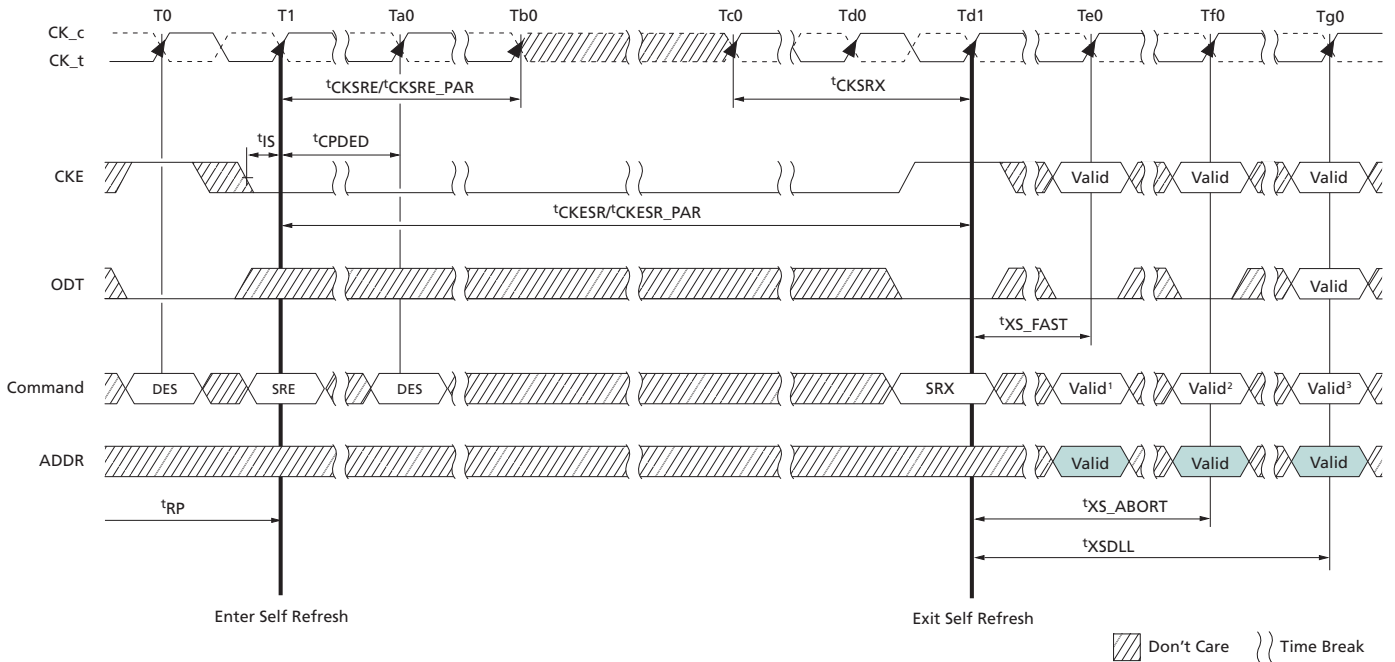 T0 T1 Ta0 Tb0 Tc0 Td0 Td1 Te0 Tf0 Tg0
CK_c
CK_t
tCKSRE/tCKSRE_PAR tCKSRX
tIS tCPDED
CKE Valid Valid Valid
tCKESR/tCKESR_PAR
ODT Valid
tXS_FAST
Command DES SRE DES SRX Valid¹ Valid² Valid³
ADDR Valid Valid Valid
tRP tXS_ABORT
tXSDLL
Enter Self Refresh Exit Self Refresh
Don't Care Time Break